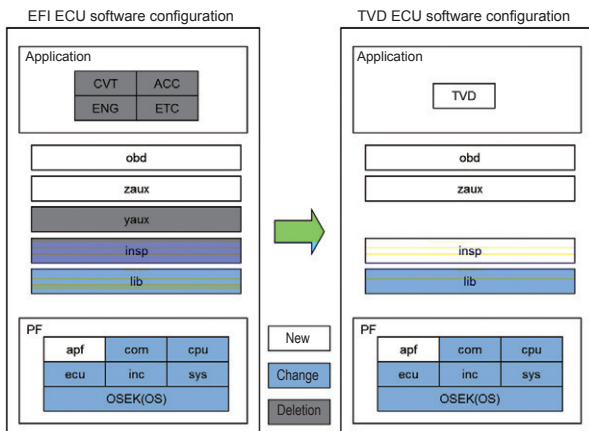 EFI ECU software configuration
Application
CVT ACC
ENG ETC
obd
zaux
yaux
insp
lib
PF
apf com cpu
ecu inc sys
OSEK(OS)
New
Change
Deletion
TVD ECU software configuration
Application
TVD
obd
zaux
insp
lib
PF
apf com cpu
ecu inc sys
OSEK(OS)